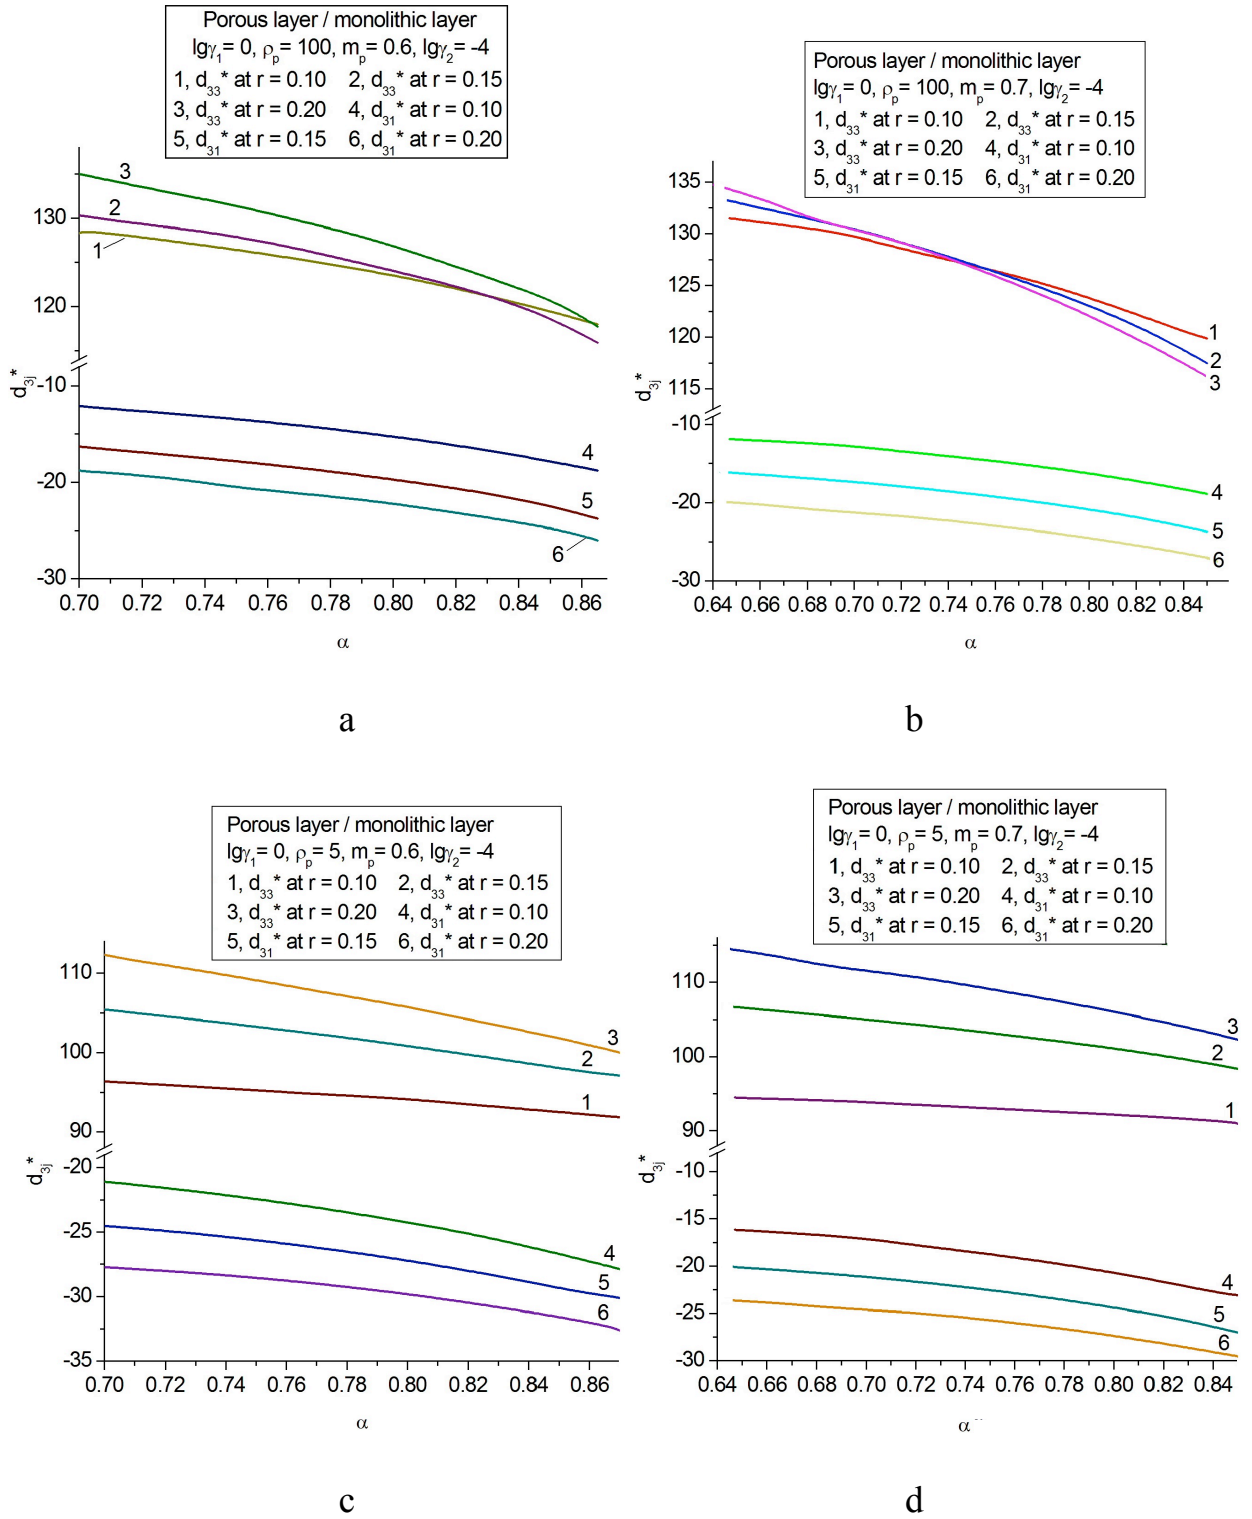 Porous layer / monolithic layer
lgγ1= 0, ρp= 100, mp= 0.6, lgγ2= -4
1, d33* at r = 0.10 2, d33* at r = 0.15
3, d33* at r = 0.20 4, d31* at r = 0.10
5, d31* at r = 0.15 6, d31* at r = 0.20
130
120
-10
-20
-30
d3j*
3
2
1
4
5
6
0.70 0.72 0.74 0.76 0.78 0.80 0.82 0.84 0.86
α
a
Porous layer / monolithic layer
lgγ1= 0, ρp= 100, mp= 0.7, lgγ2= -4
1, d33* at r = 0.10 2, d33* at r = 0.15
3, d33* at r = 0.20 4, d31* at r = 0.10
5, d31* at r = 0.15 6, d31* at r = 0.20
135
130
125
120
115
-10
-20
-30
d3j*
1
2
3
4
5
6
0.64 0.66 0.68 0.70 0.72 0.74 0.76 0.78 0.80 0.82 0.84
α
b
Porous layer / monolithic layer
lgγ1= 0, ρp= 5, mp= 0.6, lgγ2= -4
1, d33* at r = 0.10 2, d33* at r = 0.15
3, d33* at r = 0.20 4, d31* at r = 0.10
5, d31* at r = 0.15 6, d31* at r = 0.20
110
100
90
-20
-25
-30
-35
d3j*
3
2
1
4
5
6
0.70 0.72 0.74 0.76 0.78 0.80 0.82 0.84 0.86
α
c
Porous layer / monolithic layer
lgγ1= 0, ρp= 5, mp= 0.7, lgγ2= -4
1, d33* at r = 0.10 2, d33* at r = 0.15
3, d33* at r = 0.20 4, d31* at r = 0.10
5, d31* at r = 0.15 6, d31* at r = 0.20
110
100
90
-10
-15
-20
-25
-30
d3j*
3
2
1
4
5
6
0.64 0.66 0.68 0.70 0.72 0.74 0.76 0.78 0.80 0.82 0.84
α
d